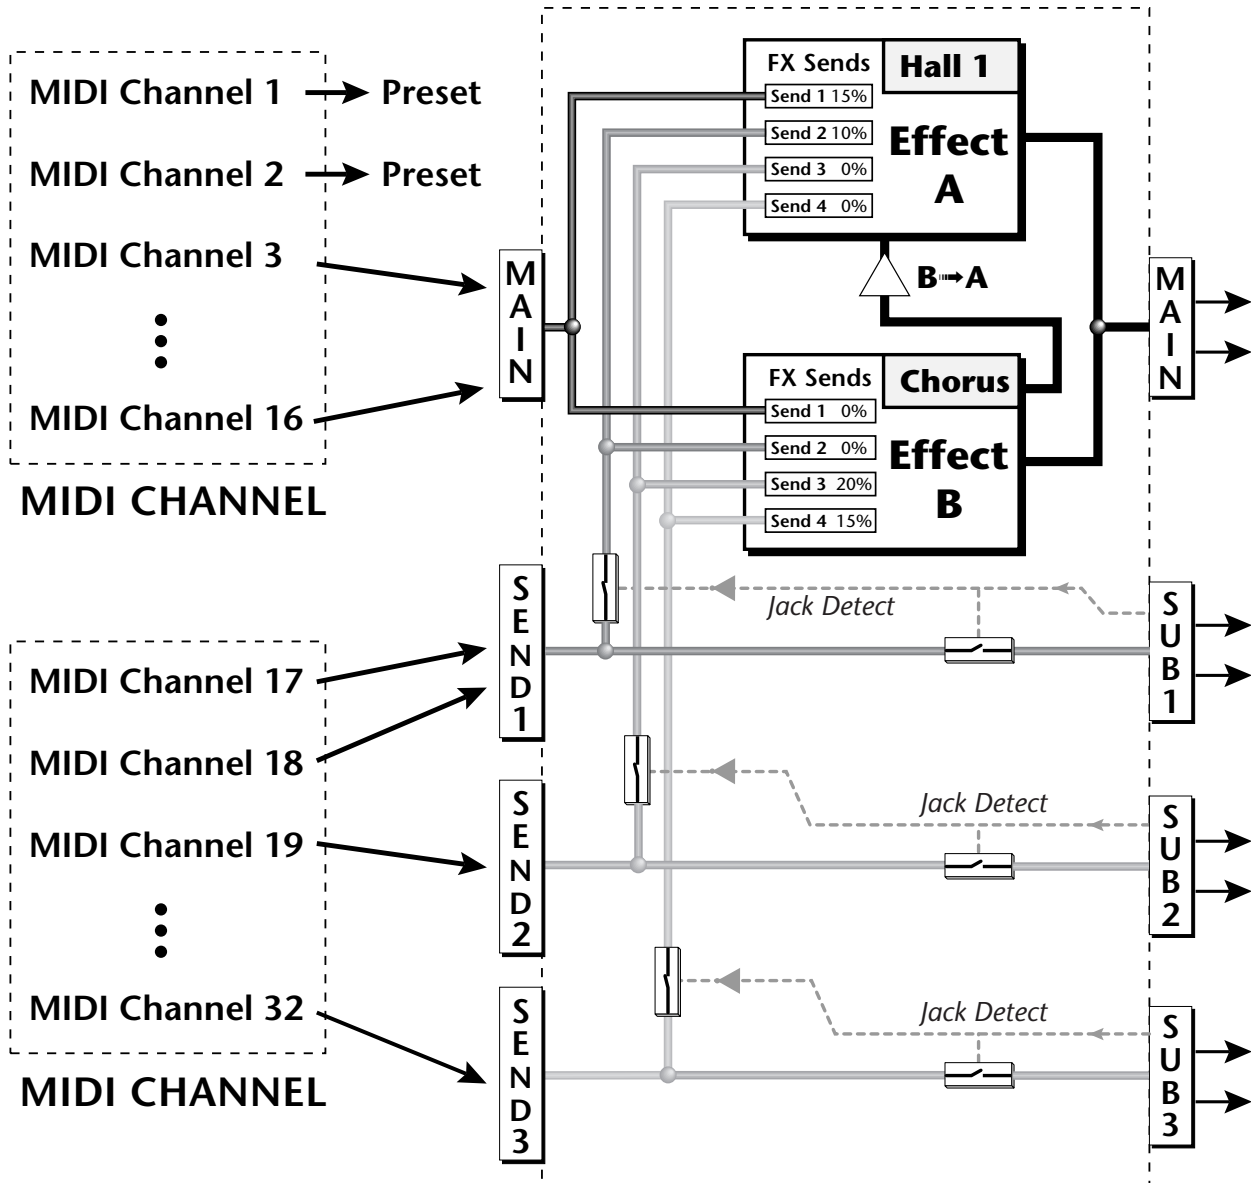 MIDI Channel 1 Preset
MIDI Channel 2 Preset
MIDI Channel 3
MIDI Channel 16
MIDI CHANNEL
MIDI Channel 17
MIDI Channel 18
MIDI Channel 19
MIDI Channel 32
MIDI CHANNEL
MAIN
SEND1
SEND2
SEND3
FX Sends
Hall 1
Send 1 15%
Send 2 10%
Send 3 0%
Send 4 0%
Effect
A
B➟A
FX Sends
Chorus
Send 1 0%
Send 2 0%
Send 3 20%
Send 4 15%
Effect
B
Jack Detect
Jack Detect
Jack Detect
MAIN
SUB1
SUB2
SUB3